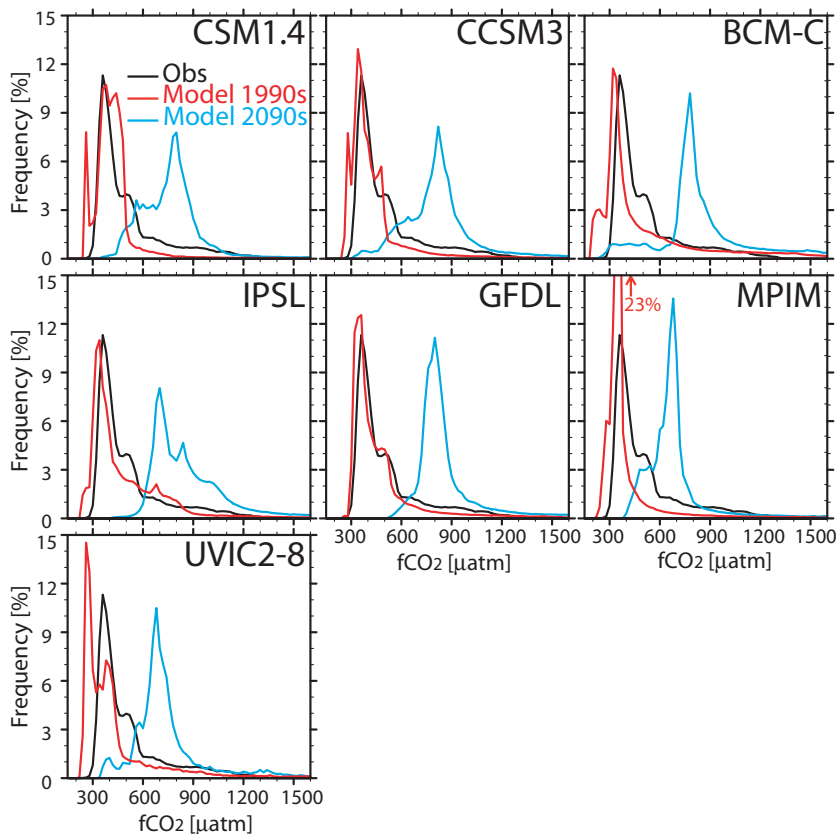 CSM1.4
CCSM3
BCM-C
Obs
Model 1990s
Model 2090s
Frequency [%]
15
12
9
6
3
0
IPSL
GFDL
MPIM
23%
Frequency [%]
15
12
9
6
3
0
300 600 900 1200 1500
fCO2 [µatm]
300 600 900 1200 1500
fCO2 [µatm]
UVIC2-8
Frequency [%]
15
12
9
6
3
0
300 600 900 1200 1500
fCO2 [µatm]